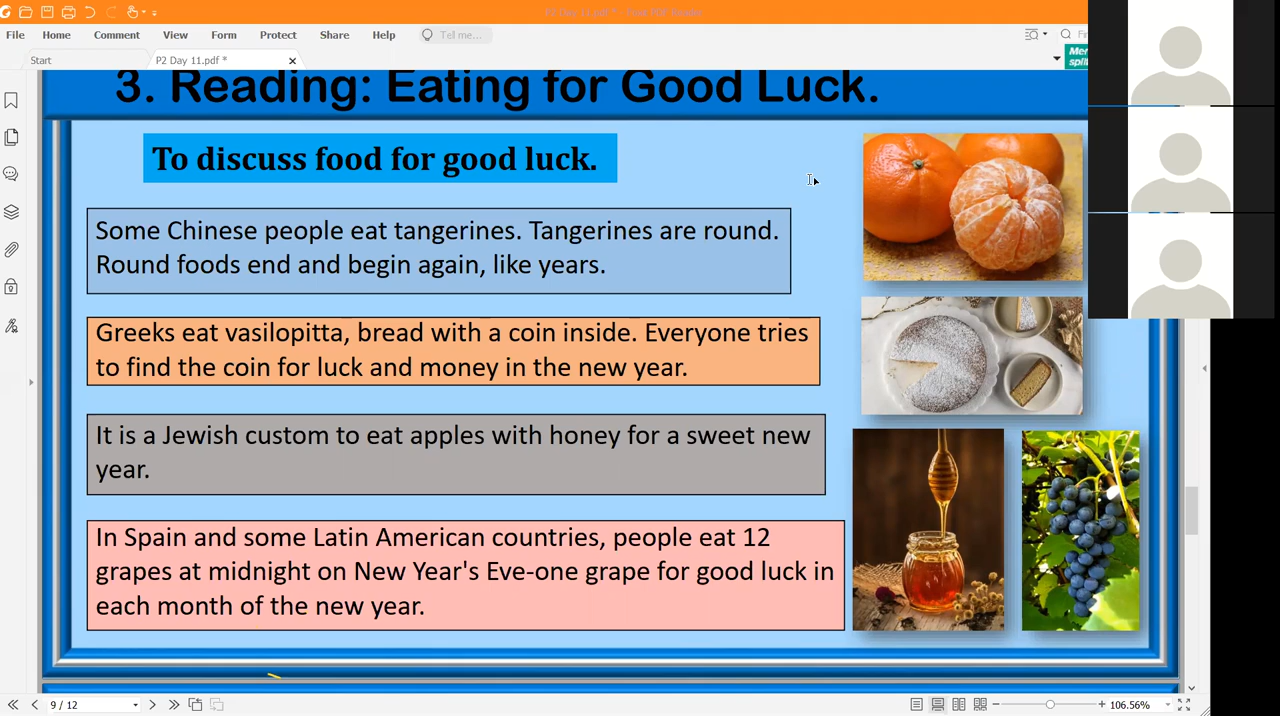 File Home Comment View Form Protect Share Help Tell me...
Start P2 Day 11.pdf *
3. Reading: Eating for Good Luck.
To discuss food for good luck.
Some Chinese people eat tangerines. Tangerines are round.
Round foods end and begin again, like years.
Greeks eat vasilopitta, bread with a coin inside. Everyone tries
to find the coin for luck and money in the new year.
It is a Jewish custom to eat apples with honey for a sweet new
year.
In Spain and some Latin American countries, people eat 12
grapes at midnight on New Year's Eve-one grape for good luck in
each month of the new year.
9 / 12
106.56%